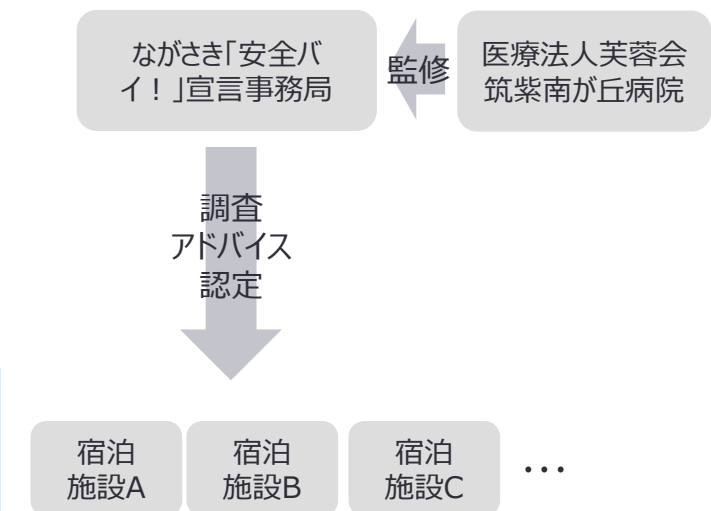 ながさき「安全バ
イ！」宣言事務局
監修
医療法人芙蓉会
筑紫南が丘病院
調査
アドバイス
認定
宿泊
施設A
宿泊
施設B
宿泊
施設C
・・・